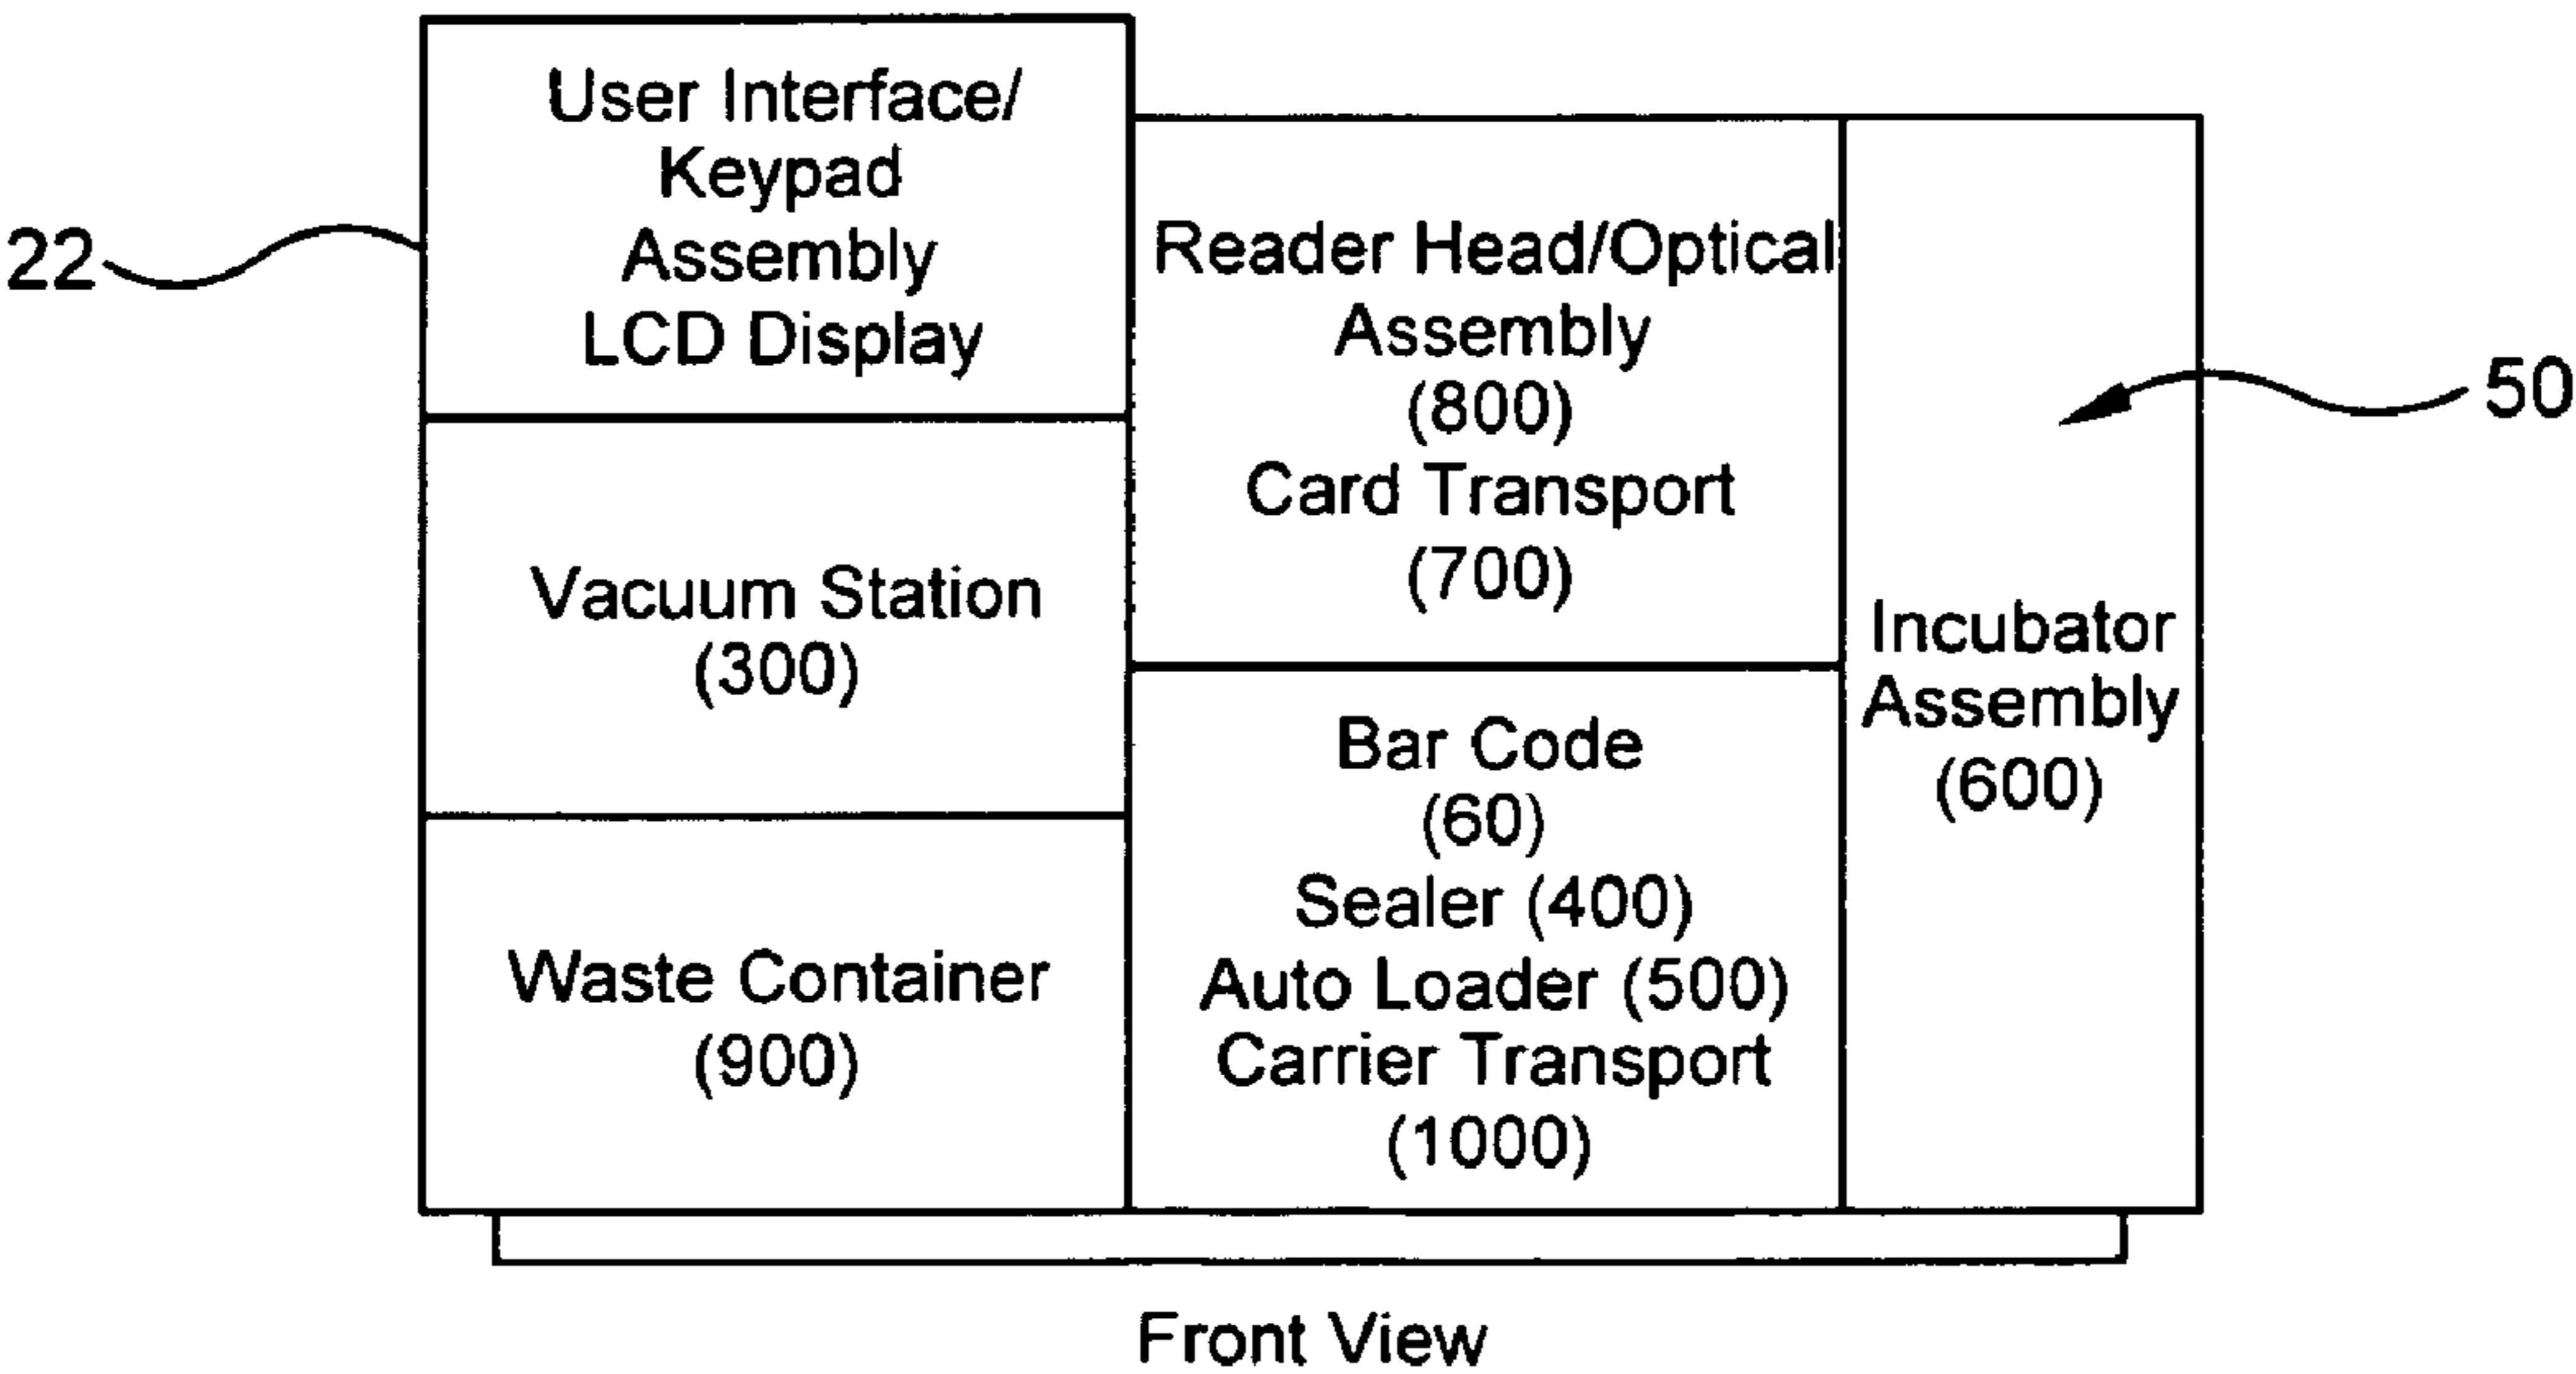 User Interface/
Keypad
Assembly
LCD Display
22
Vacuum Station
(300)
Waste Container
(900)
Reader Head/Optical
Assembly
(800)
Card Transport
(700)
Bar Code
(60)
Sealer (400)
Auto Loader (500)
Carrier Transport
(1000)
Incubator
Assembly
(600)
50
Front View